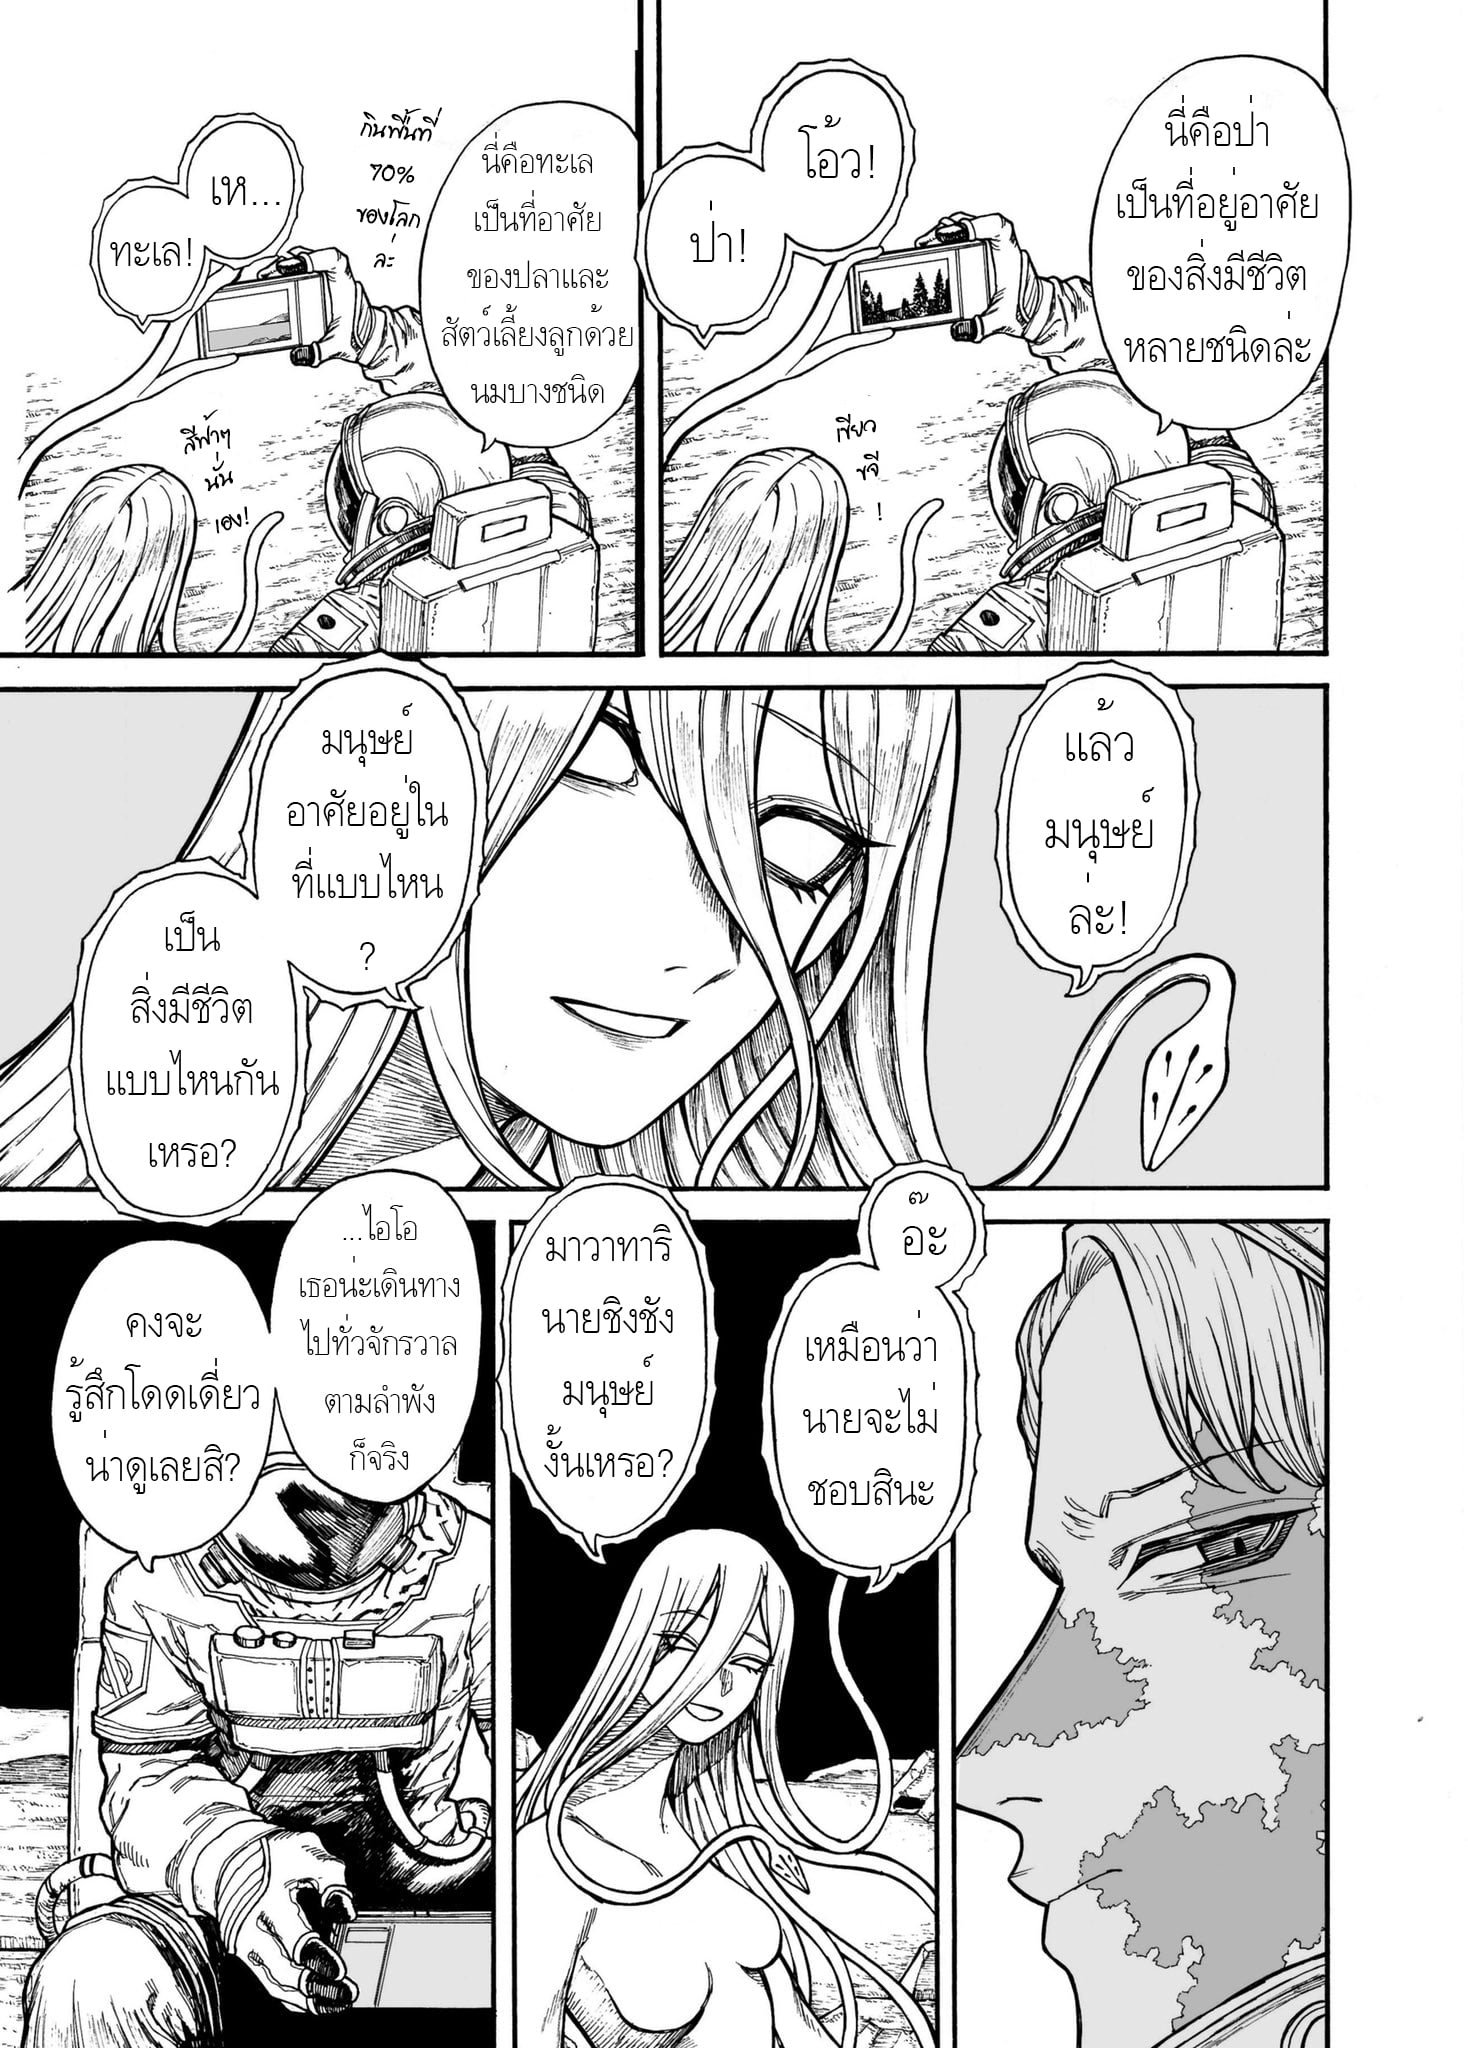 นี่คือป่า
เป็นที่อยู่อาศัย
ของสิ่งมีชีวิต
หลายชนิดล่ะ
โอ้ว!
ป่า!
เขียว
ขจี
!
นี่คือทะเล
เป็นที่อาศัย
ของปลาและ
สัตว์เลี้ยงลูกด้วย
นมบางชนิด
กินพื้นที่
70%
ของโลก
ล่ะ
เห...
ทะเล!
สีฟ้าๆ
นั่น
เอง!
แล้ว
มนุษย์
ล่ะ!
มนุษย์
อาศัยอยู่ใน
ที่แบบไหน
?
เป็น
สิ่งมีชีวิต
แบบไหนกัน
เหรอ?
อ๊ะ
เหมือนว่า
นายจะไม่
ชอบสินะ
มาวาทาริ
นายชิงชัง
มนุษย์
งั้นเหรอ?
...ไอโอ
เธอน่ะเดินทาง
ไปทั่วจักรวาล
ตามลำพัง
ก็จริง
คงจะ
รู้สึกโดดเดี่ยว
น่าดูเลยสิ?